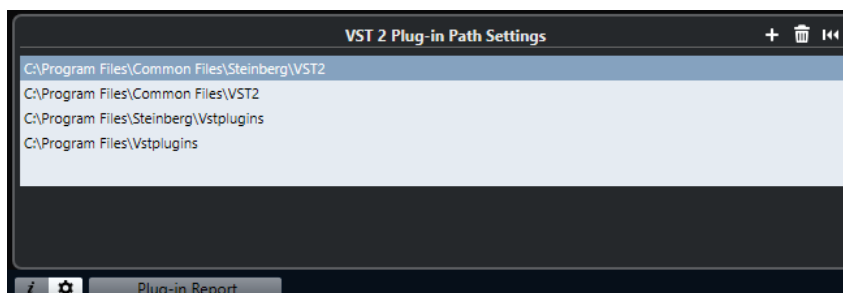 VST 2 Plug-in Path Settings
C:\Program Files\Common Files\Steinberg\VST2
C:\Program Files\Common Files\VST2
C:\Program Files\Steinberg\Vstplugins
C:\Program Files\Vstplugins
i Plug-in Report